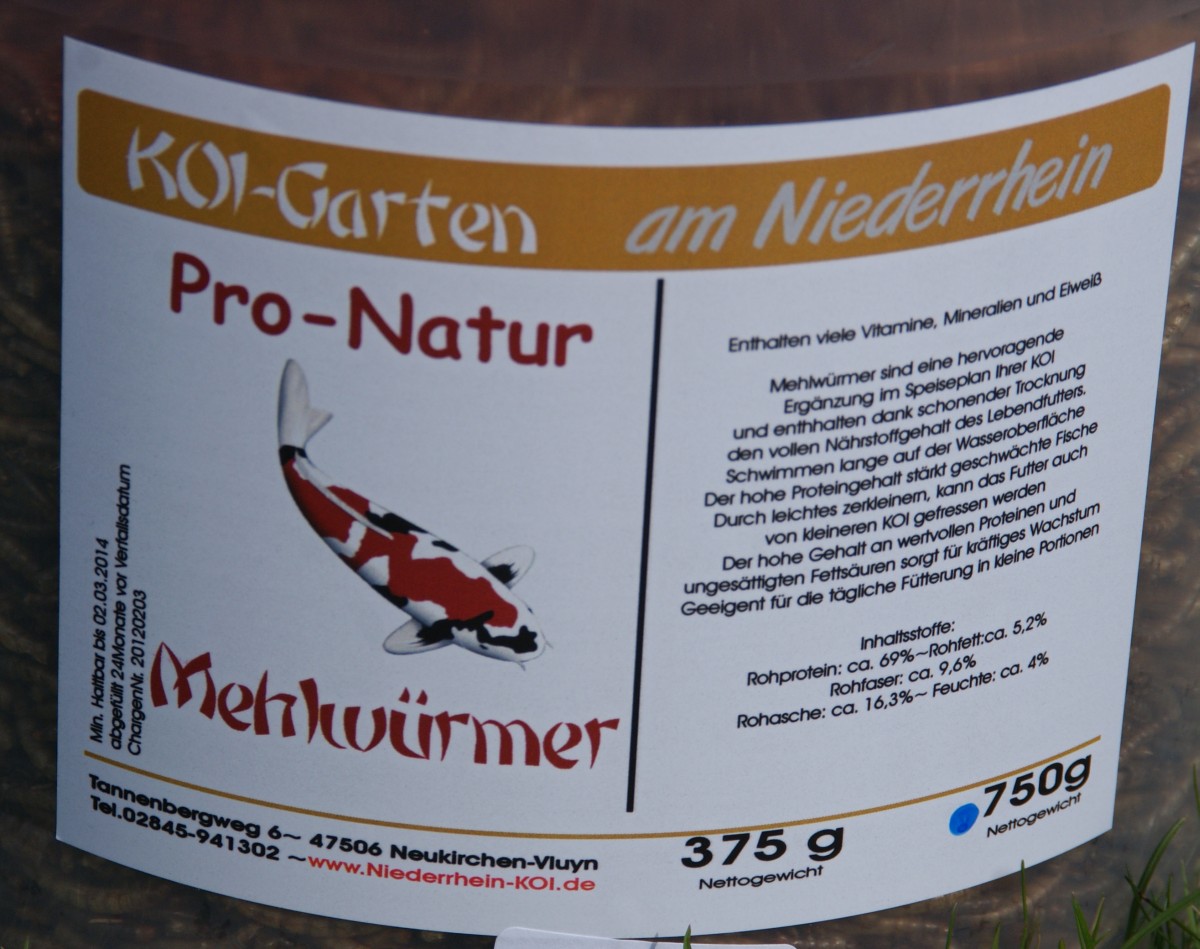 KOI-Garten am Niederrhein
Pro-Natur
Mehlwürmer
Min. Haltbar bis 02.03.2014
abgefüllt 24Monate vor Verfallsdatum
ChargenNr. 20120203
Enthalten viele Vitamine, Mineralien und Eiweiß
Mehlwürmer sind eine hervoragende
Ergänzung im Speiseplan Ihrer KOI
und enthhalten dank schonender Trocknung
den vollen Nährstoffgehalt des Lebendfutters.
Schwimmen lange auf der Wasseroberfläche
Der hohe Proteingehalt stärkt geschwächte Fische
Durch leichtes zerkleinern, kann das Futter auch
von kleineren KOI gefressen werden
Der hohe Gehalt an wertvollen Proteinen und
ungesättigten Fettsäuren sorgt für kräftiges Wachstum
Geeigent für die tägliche Fütterung in kleine Portionen
Inhaltsstoffe:
Rohprotein: ca. 69%~Rohfett:ca. 5,2%
Rohfaser: ca. 9,6%
Rohasche: ca. 16,3%~ Feuchte: ca. 4%
Tannenbergweg 6~ 47506 Neukirchen-Vluyn
Tel.02845-941302 ~www.Niederrhein-KOI.de
375 g
Nettogewicht
750g
Nettogewicht